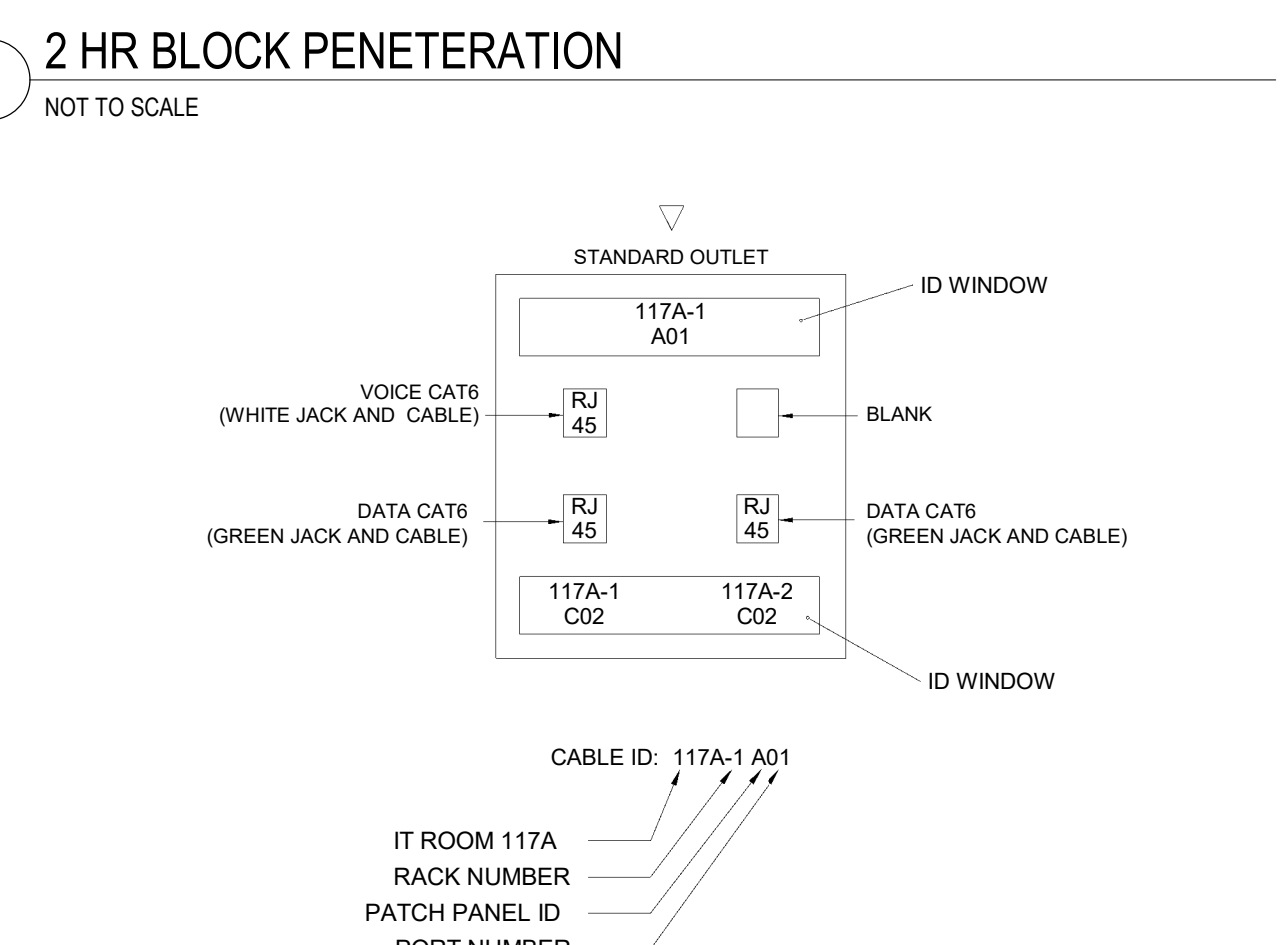 2 HR BLOCK PENETERATION
NOT TO SCALE
STANDARD OUTLET
ID WINDOW
117A-1
A01
VOICE CAT6
(WHITE JACK AND CABLE)
RJ
45
BLANK
DATA CAT6
(GREEN JACK AND CABLE)
RJ
45
RJ
45
DATA CAT6
(GREEN JACK AND CABLE)
117A-1
C02
117A-2
C02
ID WINDOW
CABLE ID: 117A-1 A01
IT ROOM 117A
RACK NUMBER
PATCH PANEL ID
PORT NUMBER